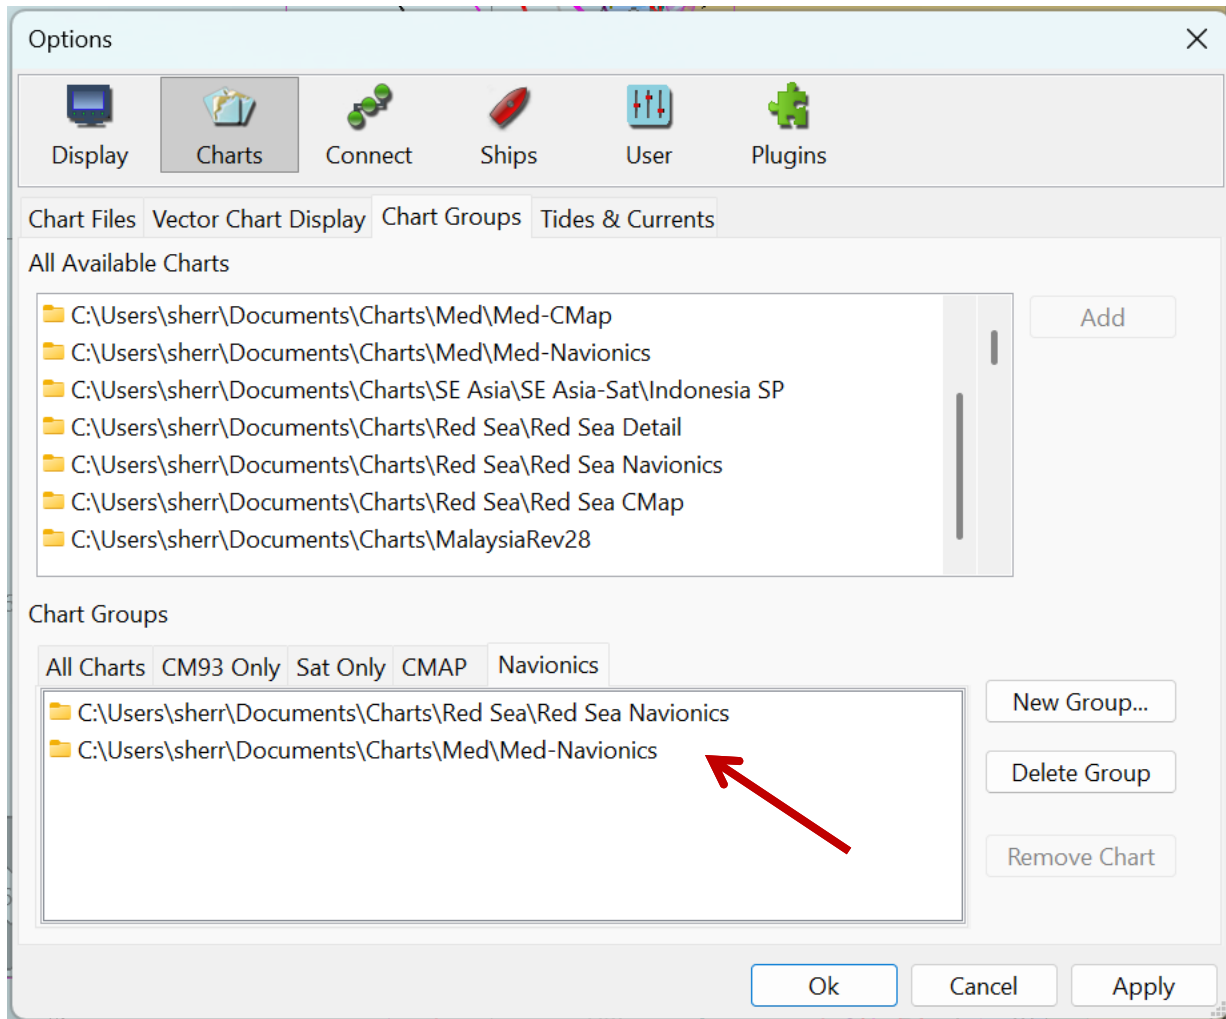 Options
Display Charts Connect Ships User Plugins
Chart Files Vector Chart Display Chart Groups Tides & Currents
All Available Charts
C:\Users\sherr\Documents\Charts\Med\Med-CMap
Add
C:\Users\sherr\Documents\Charts\Med\Med-Navionics
C:\Users\sherr\Documents\Charts\SE Asia\SE Asia-Sat\Indonesia SP
C:\Users\sherr\Documents\Charts\Red Sea\Red Sea Detail
C:\Users\sherr\Documents\Charts\Red Sea\Red Sea Navionics
C:\Users\sherr\Documents\Charts\Red Sea\Red Sea CMap
C:\Users\sherr\Documents\Charts\MalaysiaRev28
Chart Groups
All Charts CM93 Only Sat Only CMAP Navionics
C:\Users\sherr\Documents\Charts\Red Sea\Red Sea Navionics
C:\Users\sherr\Documents\Charts\Med\Med-Navionics
New Group...
Delete Group
Remove Chart
Ok Cancel Apply